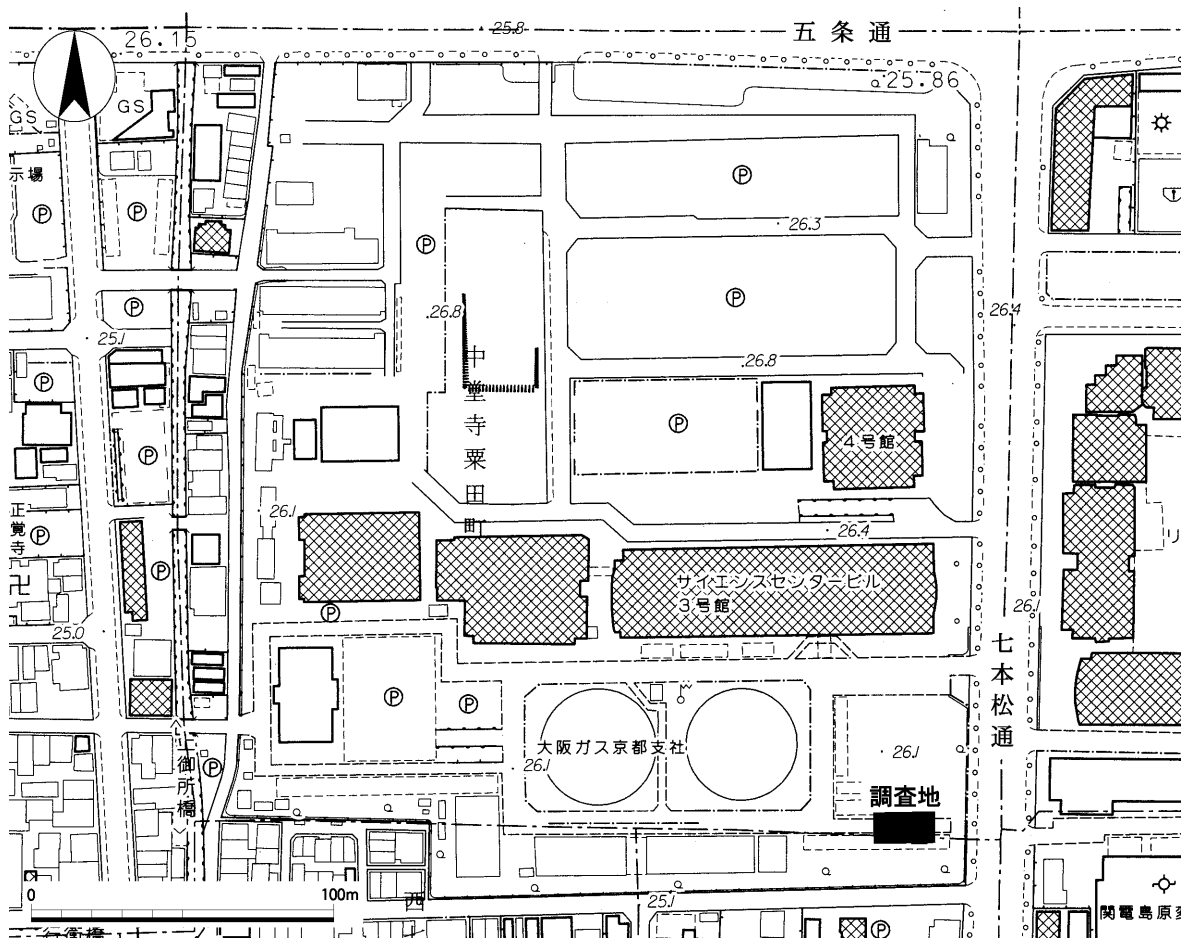 五条通
25.8
26.15
25.86
GS
GS
示場
P
P
P
P
26.3
P
P
26.8
26.4
25.1
26.8
中堂寺粟田町
P
P
P
4号館
正覚寺
P
P
26.1
26.4
サイエンスセンタービル
3号館
P
26.1
25.0
七本松通
P
P
大阪ガス京都支社
26.1
26.1
上御所橋
P
調査地
0 100m
西
25.1
関電島原変
P